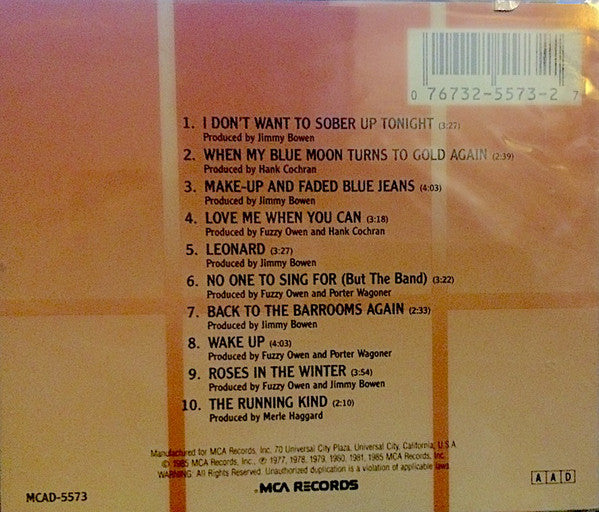 0 76732-5573-2 7
1. I DON'T WANT TO SOBER UP TONIGHT (3:27)
Produced by Jimmy Bowen
2. WHEN MY BLUE MOON TURNS TO GOLD AGAIN (2:39)
Produced by Hank Cochran
3. MAKE-UP AND FADED BLUE JEANS (4:03)
Produced by Jimmy Bowen
4. LOVE ME WHEN YOU CAN (3:18)
Produced by Fuzzy Owen and Hank Cochran
5. LEONARD (3:27)
Produced by Jimmy Bowen
6. NO ONE TO SING FOR (But The Band) (3:22)
Produced by Fuzzy Owen and Porter Wagoner
7. BACK TO THE BARROOMS AGAIN (2:33)
Produced by Jimmy Bowen
8. WAKE UP (4:03)
Produced by Fuzzy Owen and Porter Wagoner
9. ROSES IN THE WINTER (3:54)
Produced by Fuzzy Owen and Jimmy Bowen
10. THE RUNNING KIND (2:10)
Produced by Merle Haggard
Manufactured for MCA Records, Inc. 70 Universal City Plaza, Universal City, California, U.S.A.
© 1985 MCA Records, Inc., ℗ 1977, 1978, 1979, 1980, 1981, 1985 MCA Records, Inc.
WARNING: All Rights Reserved. Unauthorized duplication is a violation of applicable laws.
MCA RECORDS
MCAD-5573
A A D